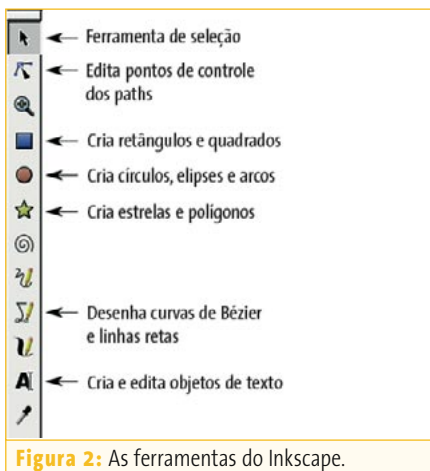 Ferramenta de seleção
Edita pontos de controle
dos paths
Cria retângulos e quadrados
Cria círculos, elipses e arcos
Cria estrelas e polígonos
Desenha curvas de Bézier
e linhas retas
Cria e edita objetos de texto
Figura 2: As ferramentas do Inkscape.